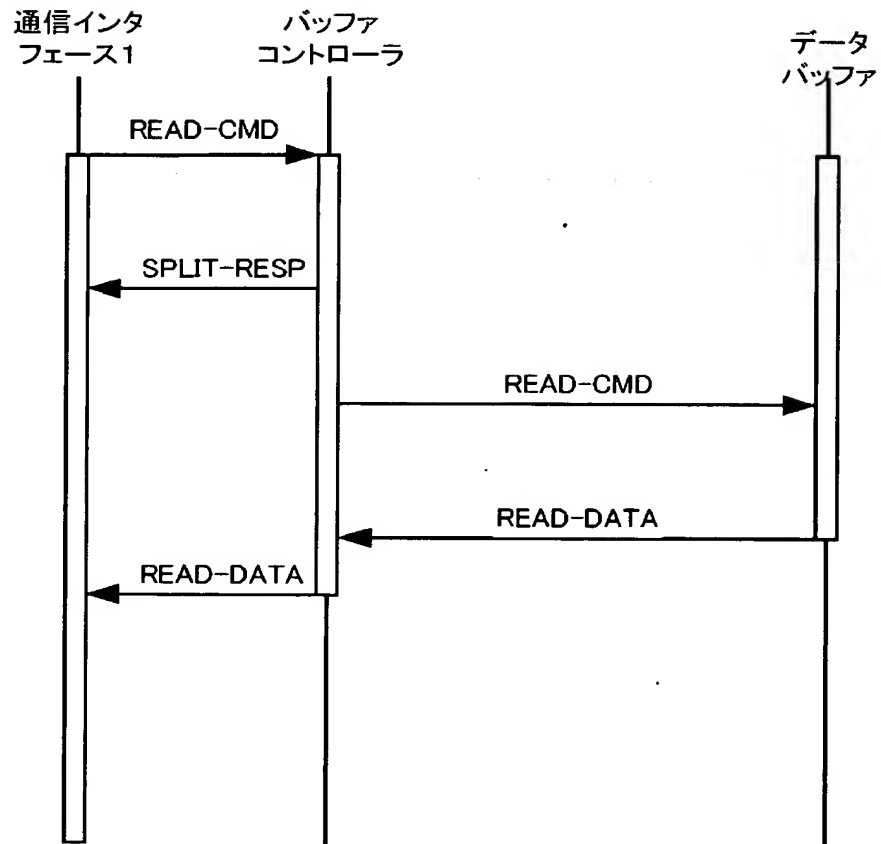 通信インタ
フェース1
バッファ
コントローラ
データ
バッファ
READ-CMD
SPLIT-RESP
READ-CMD
READ-DATA
READ-DATA